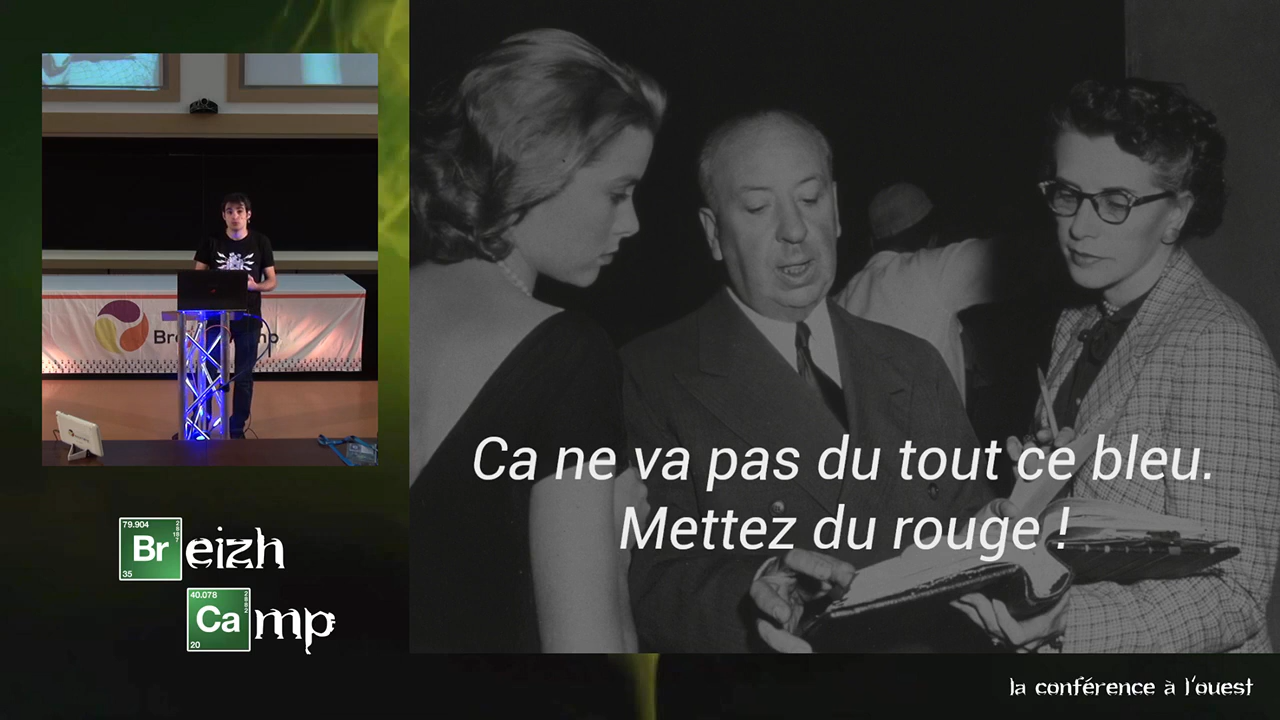 Ca ne va pas du tout ce bleu.
Mettez du rouge !
79.904
Br eizh
35
40.078
Ca mp
20
la conférence à l'ouest